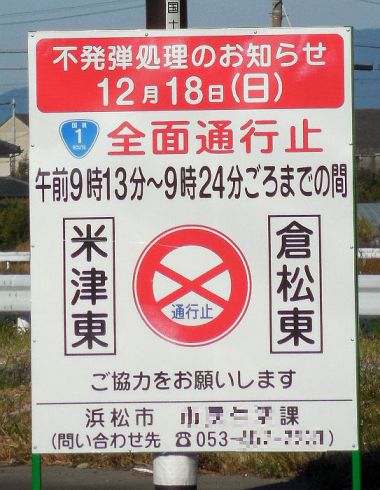 国
不発弾処理のお知らせ
12月18日(日)
国道
1
ROUTE
全面通行止
午前9時13分～9時24分ごろまでの間
米津東
通行止
倉松東
ご協力をお願いします
浜松市 課
(問い合わせ先 ☎053-